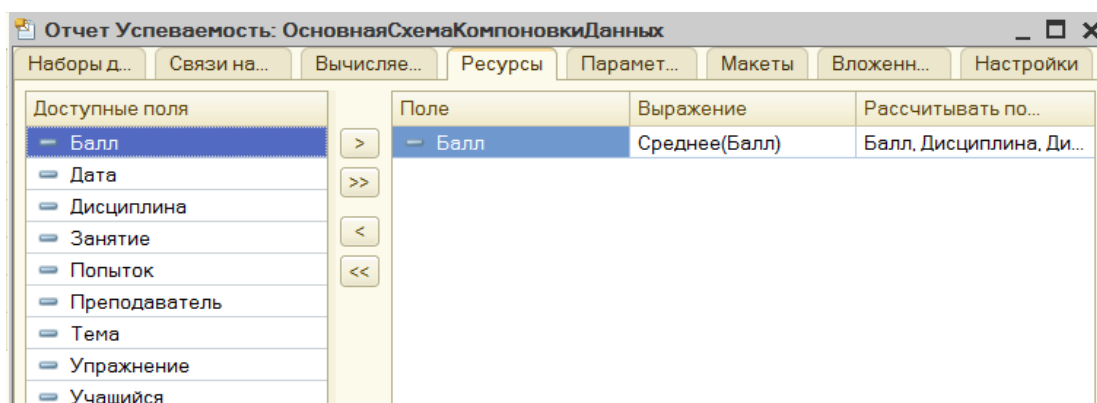 Отчет Успеваемость: ОсновнаяСхемаКомпоновкиДанных
Наборы д... Связи на... Вычисляе... Ресурсы Парамет... Макеты Вложенн... Настройки
Доступные поля Поле Выражение Рассчитывать по...
Балл > Балл Среднее(Балл) Балл, Дисциплина, Ди...
Дата
>>
Дисциплина
Занятие <
Попыток <<
Преподаватель
Тема
Упражнение
Учащийся